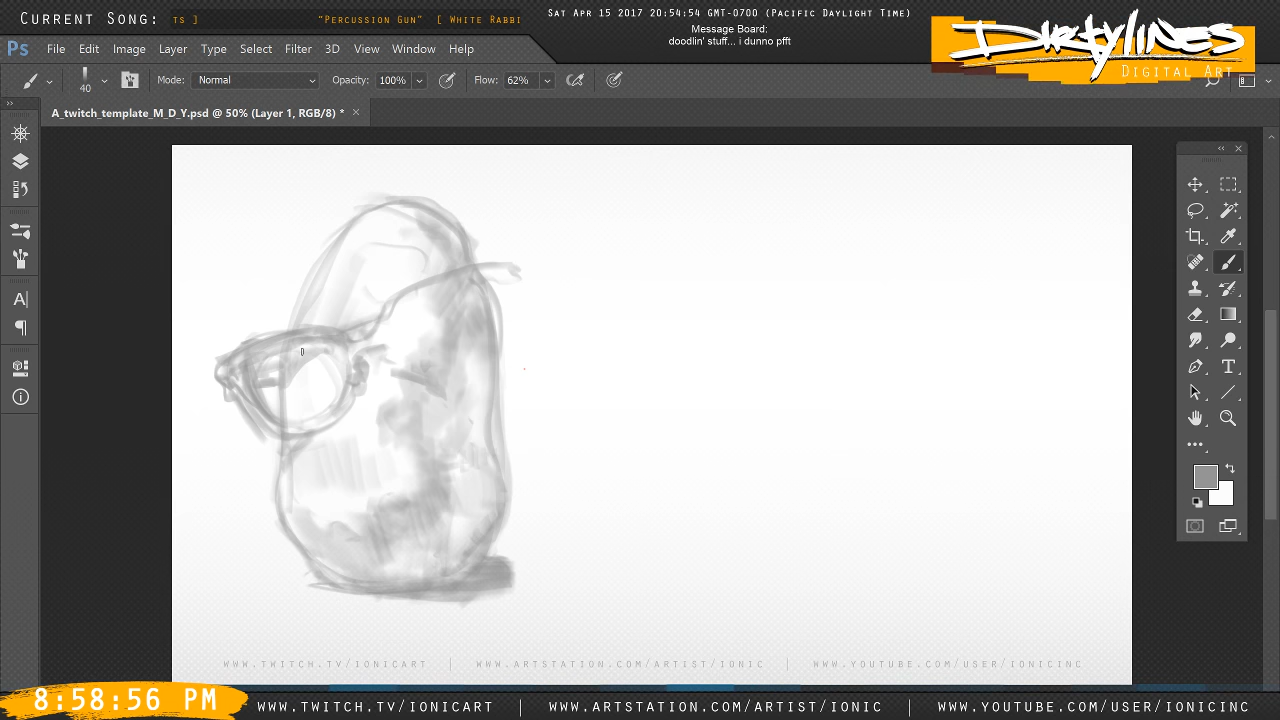 Current Song: TS ] "Percussion Gun" [ White Rabbi
Sat Apr 15 2017 20:54:54 GMT-0700 (Pacific Daylight Time)
Message Board:
doodlin' stuff... i dunno pfft
Dirtylines
Digital Art
Ps File Edit Image Layer Type Select Filter 3D View Window Help
40 Mode: Normal Opacity: 100% Flow: 62%
A_twitch_template_M_D_Y.psd @ 50% (Layer 1, RGB/8) *
www.twitch.tv/ionicart | www.artstation.com/artist/ionic | www.youtube.com/user/ionicinc
8:58:56 PM www.twitch.tv/ionicart | www.artstation.com/artist/ionic | www.youtube.com/user/ionicinc